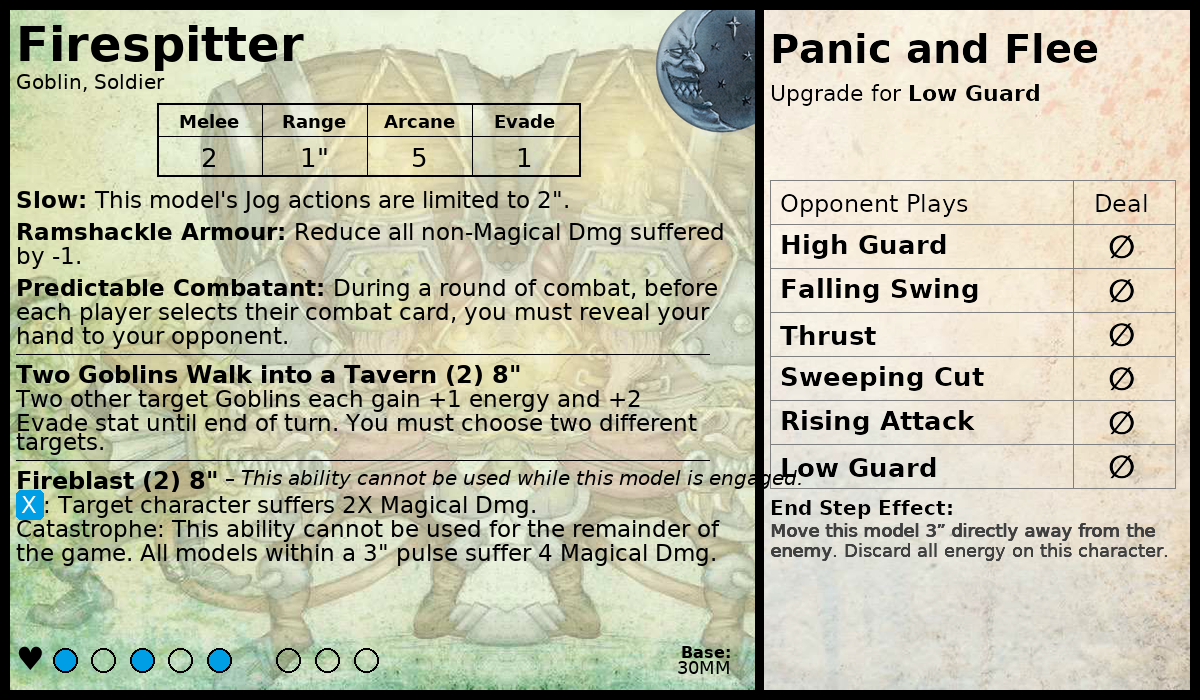 Firespitter
Goblin, Soldier
Melee Range Arcane Evade
2 1" 5 1
Slow: This model's Jog actions are limited to 2".
Ramshackle Armour: Reduce all non-Magical Dmg suffered
by -1.
Predictable Combatant: During a round of combat, before
each player selects their combat card, you must reveal your
hand to your opponent.
Two Goblins Walk into a Tavern (2) 8"
Two other target Goblins each gain +1 energy and +2
Evade stat until end of turn. You must choose two different
targets.
Fireblast (2) 8" – This ability cannot be used while this model is engaged.
X: Target character suffers 2X Magical Dmg.
Catastrophe: This ability cannot be used for the remainder of
the game. All models within a 3" pulse suffer 4 Magical Dmg.
Base:
30MM
Panic and Flee
Upgrade for Low Guard
Opponent Plays Deal
High Guard ∅
Falling Swing ∅
Thrust ∅
Sweeping Cut ∅
Rising Attack ∅
Low Guard ∅
End Step Effect:
Move this model 3” directly away from the
enemy. Discard all energy on this character.